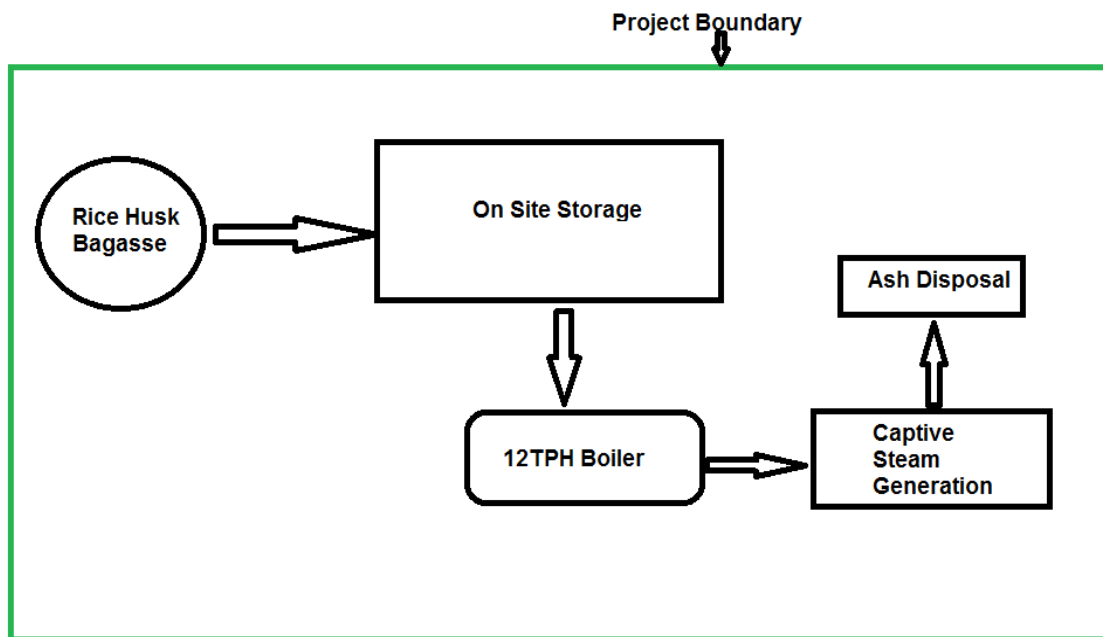 Project Boundary
Rice Husk
Bagasse
On Site Storage
Ash Disposal
12TPH Boiler
Captive
Steam
Generation